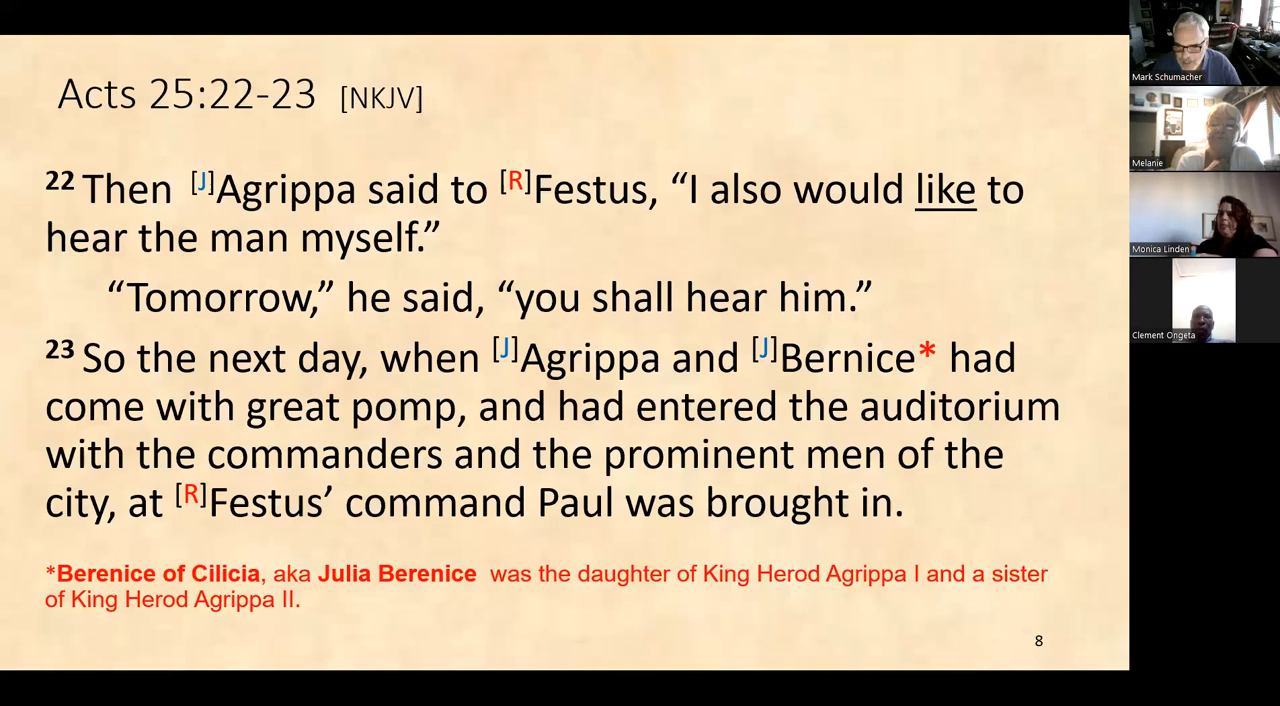 Acts 25:22-23 [NKJV]
22 Then [J]Agrippa said to [R]Festus, “I also would like to
hear the man myself.”
“Tomorrow,” he said, “you shall hear him.”
23 So the next day, when [J]Agrippa and [J]Bernice* had
come with great pomp, and had entered the auditorium
with the commanders and the prominent men of the
city, at [R]Festus’ command Paul was brought in.
*Berenice of Cilicia, aka Julia Berenice was the daughter of King Herod Agrippa I and a sister
of King Herod Agrippa II.
8
Mark Schumacher
Melanie
Monica Linden
Clement Ongeta